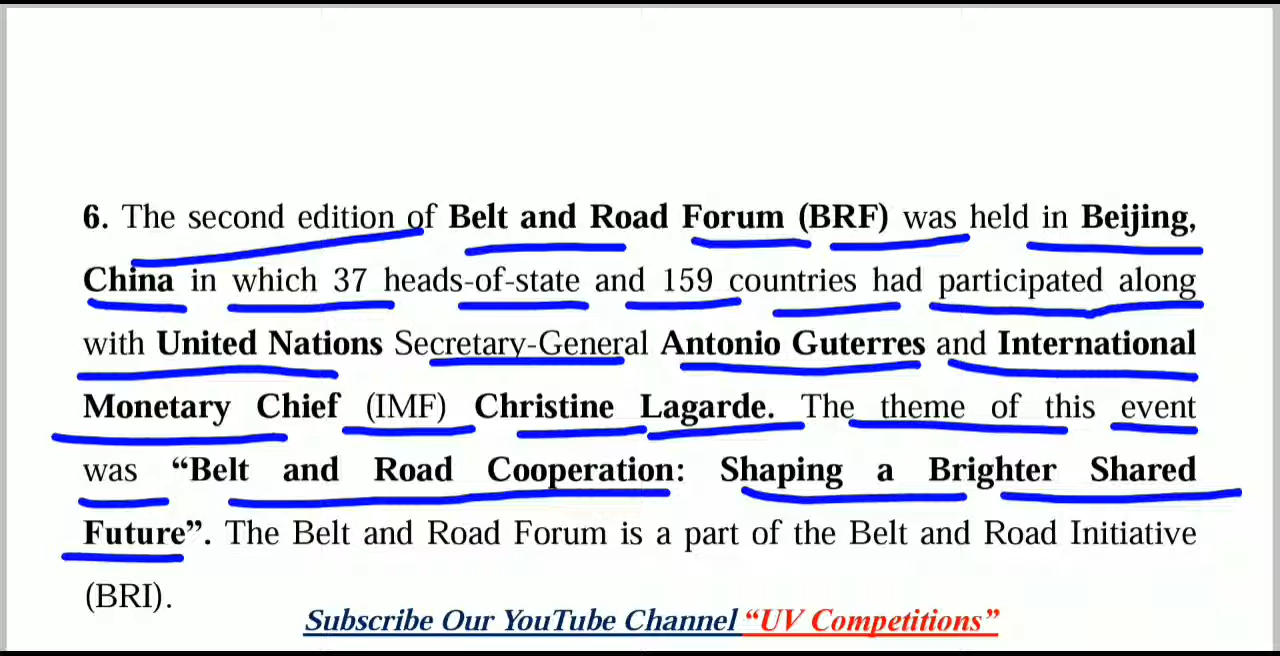 6. The second edition of Belt and Road Forum (BRF) was held in Beijing,
China in which 37 heads-of-state and 159 countries had participated along
with United Nations Secretary-General Antonio Guterres and International
Monetary Chief (IMF) Christine Lagarde. The theme of this event
was “Belt and Road Cooperation: Shaping a Brighter Shared
Future”. The Belt and Road Forum is a part of the Belt and Road Initiative
(BRI).
Subscribe Our YouTube Channel “UV Competitions”